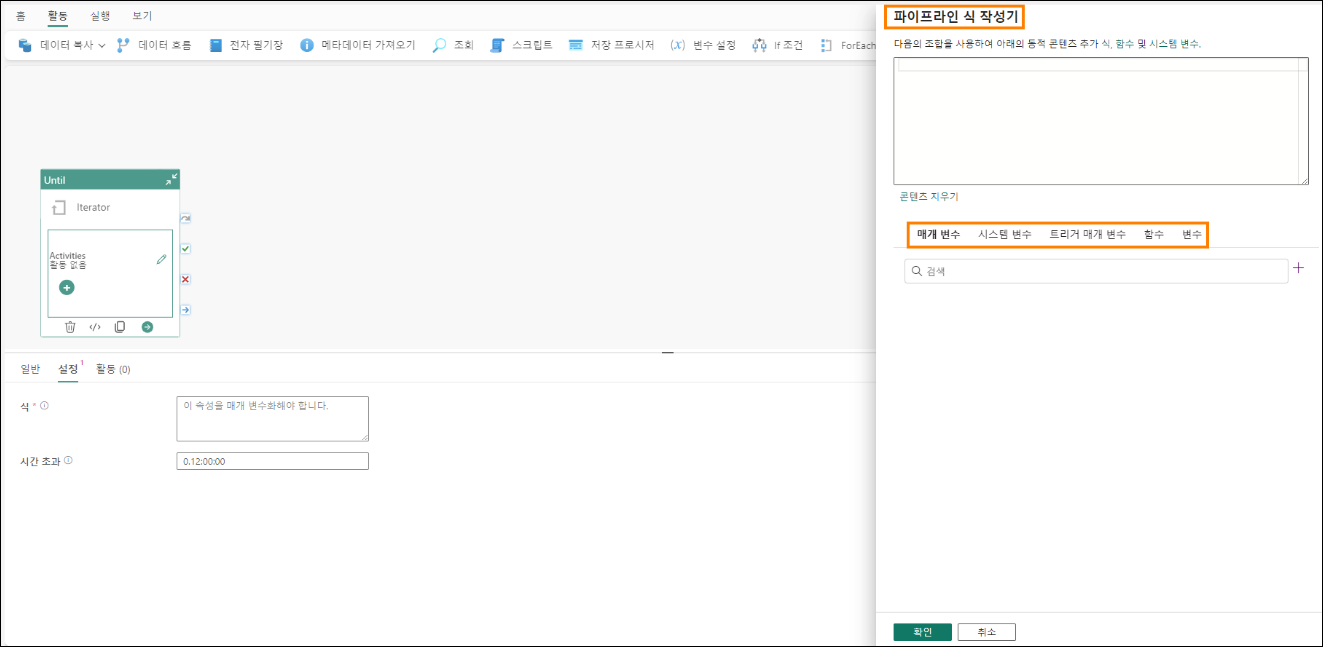 홈 활동 실행 보기
데이터 복사 데이터 흐름 전자 필기장 메타데이터 가져오기 조회 스크립트 저장 프로시저 (x) 변수 설정 If 조건 ForEach
Until
Iterator
Activities
활동 없음
일반 설정 1 활동 (0)
식 *
이 속성을 매개 변수화해야 합니다.
시간 초과
0.12:00:00
파이프라인 식 작성기
다음의 조합을 사용하여 아래의 동적 콘텐츠 추가 식, 함수 및 시스템 변수.
콘텐츠 지우기
매개 변수 시스템 변수 트리거 매개 변수 함수 변수
검색
확인 취소